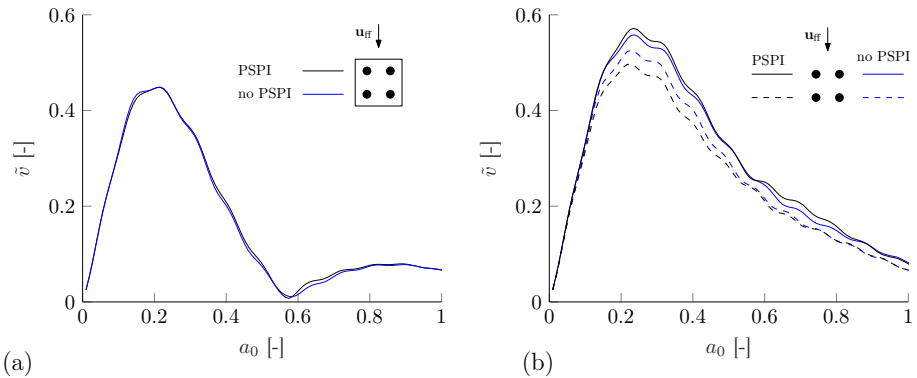 0.6
0.4
0.2
0
0 0.2 0.4 0.6 0.8 1
ṽ [-]
a₀ [-]
u_ff
PSPI
no PSPI
(a)
0.6
0.4
0.2
0
0 0.2 0.4 0.6 0.8 1
ṽ [-]
a₀ [-]
u_ff
PSPI no PSPI
(b)